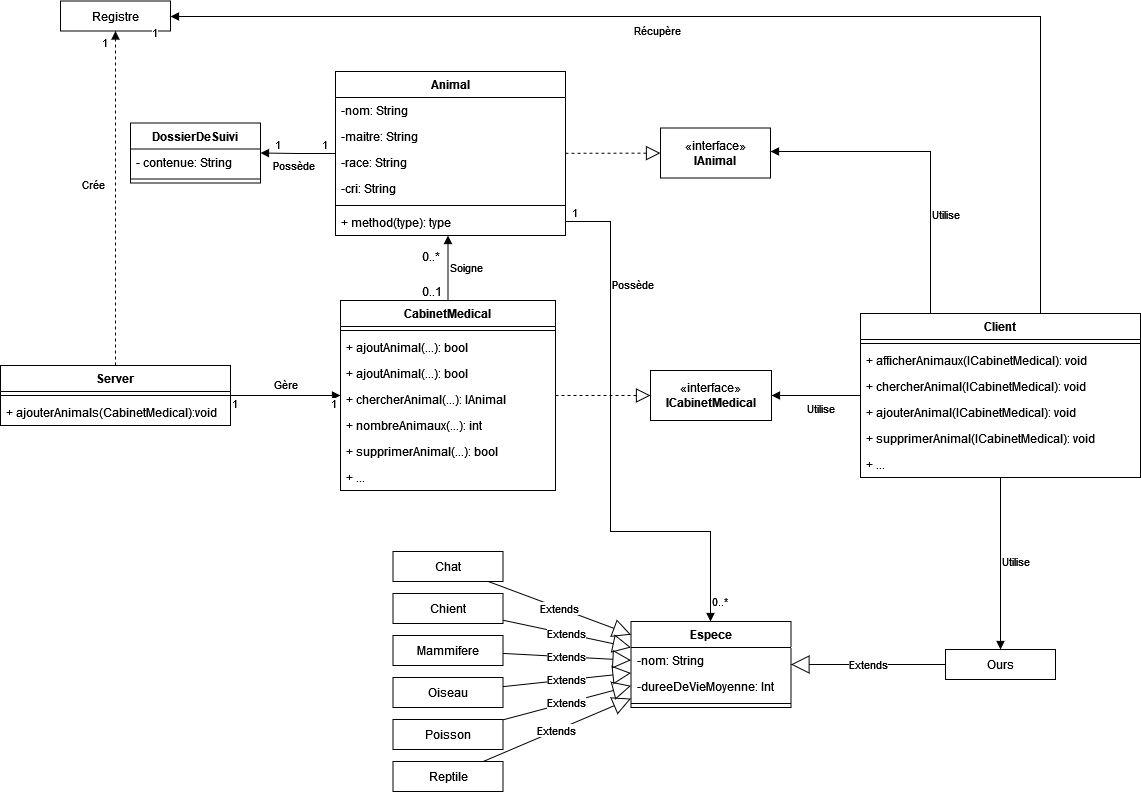 Registre
1
1
Récupère
Crée
Animal
-nom: String
-maitre: String
-race: String
-cri: String
+ method(type): type
DossierDeSuivi
- contenue: String
1
1
Possède
«interface»
IAnimal
Utilise
1
Possède
0..*
0..*
Soigne
0..1
CabinetMedical
+ ajoutAnimal(...): bool
+ ajoutAnimal(...): bool
+ chercherAnimal(...): IAnimal
+ nombreAnimaux(...): int
+ supprimerAnimal(...): bool
+ ...
Server
+ ajouterAnimals(CabinetMedical):void
Gère
1
1
«interface»
ICabinetMedical
Utilise
Client
+ afficherAnimaux(ICabinetMedical): void
+ chercherAnimal(ICabinetMedical): void
+ ajouterAnimal(ICabinetMedical): void
+ supprimerAnimal(ICabinetMedical): void
+ ...
Utilise
Chat
Chient
Mammifere
Oiseau
Poisson
Reptile
Extends
Extends
Extends
Extends
Extends
Extends
Espece
-nom: String
-dureeDeVieMoyenne: Int
Extends
Ours